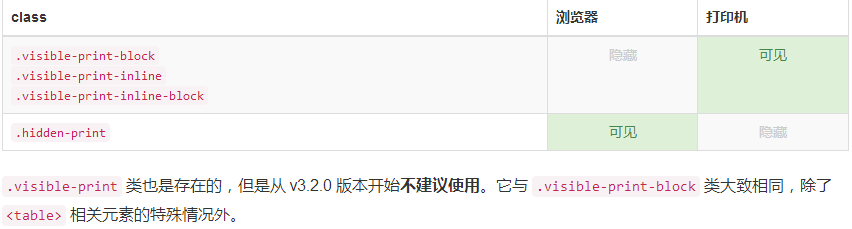 class 浏览器 打印机
.visible-print-block 隐藏 可见
.visible-print-inline
.visible-print-inline-block
.hidden-print 可见 隐藏
.visible-print 类也是存在的，但是从 v3.2.0 版本开始不建议使用。它与 .visible-print-block 类大致相同，除了
<table> 相关元素的特殊情况外。